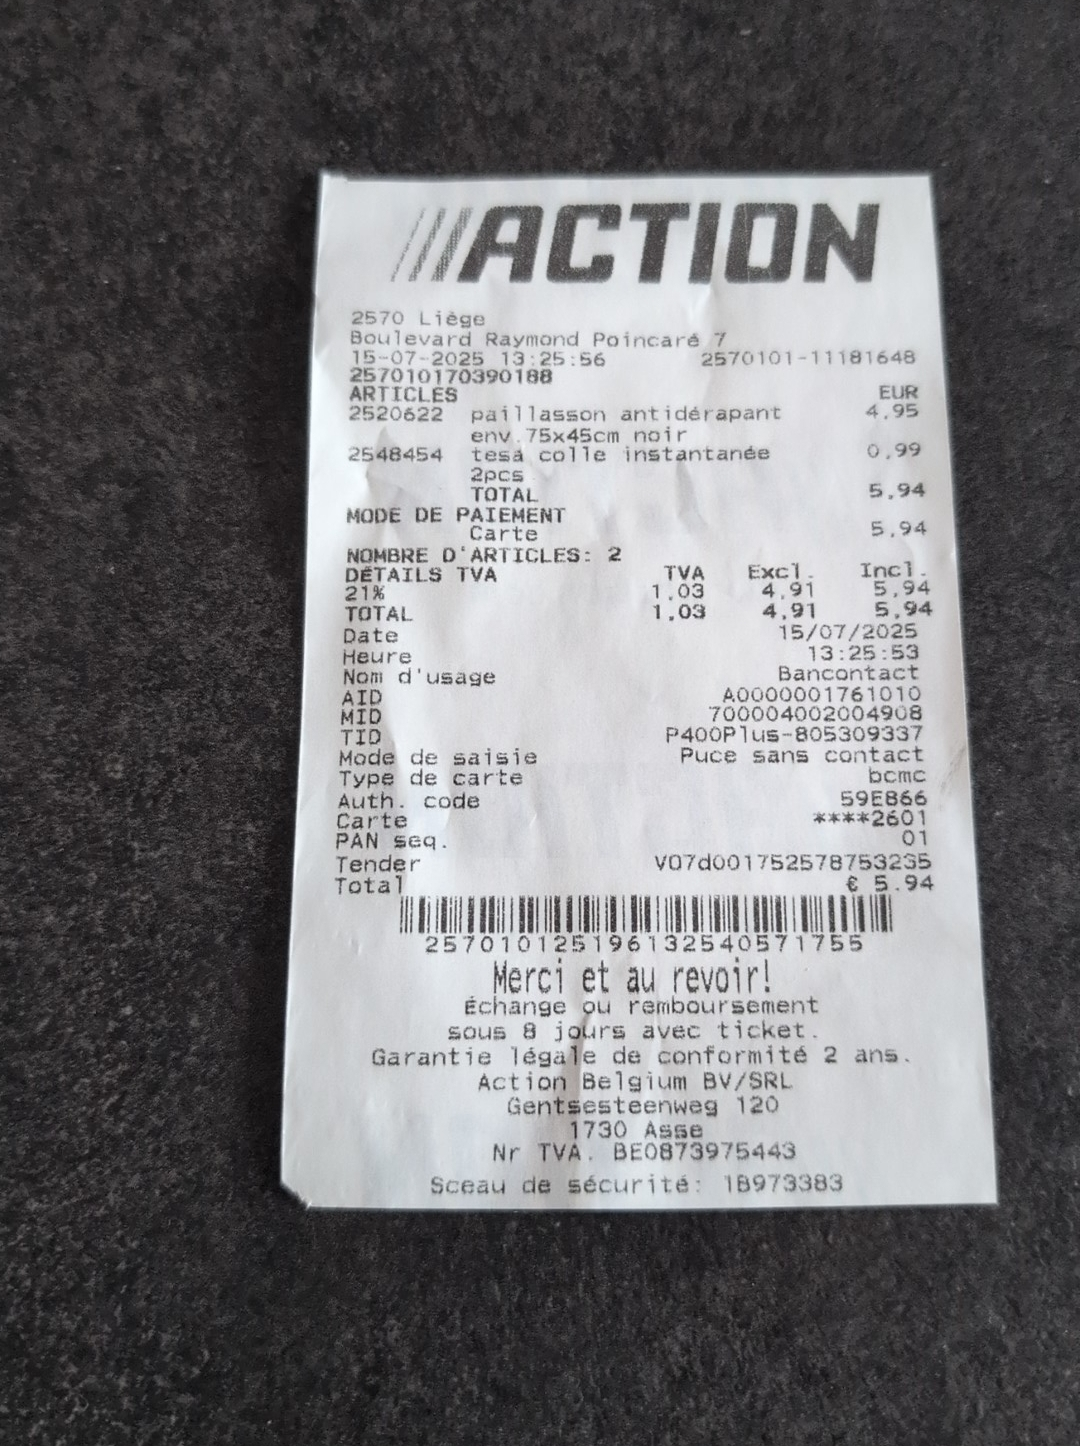 ACTION
2570 Liège
Boulevard Raymond Poincaré 7
15-07-2025 13:25:56 2570101-11181648
257010170390188
ARTICLES EUR
2520622 paillasson antidérapant 4,95
env.75x45cm noir
2548454 tesa colle instantanée 0,99
2pcs
TOTAL 5,94
MODE DE PAIEMENT
Carte 5,94
NOMBRE D'ARTICLES: 2
DÉTAILS TVA TVA Excl. Incl.
21% 1,03 4,91 5,94
TOTAL 1,03 4,91 5,94
Date 15/07/2025
Heure 13:25:53
Nom d'usage Bancontact
AID A0000001761010
MID 700004002004908
TID P400Plus-805309337
Mode de saisie Puce sans contact
Type de carte bcmc
Auth. code 59E866
Carte ****2601
PAN seq. 01
Tender V07d001752578753235
Total € 5.94
2570101251961325405​71755
Merci et au revoir!
Échange ou remboursement
sous 8 jours avec ticket.
Garantie légale de conformité 2 ans.
Action Belgium BV/SRL
Gentsesteenweg 120
1730 Asse
Nr TVA. BE0873975443
Sceau de sécurité: 18973383